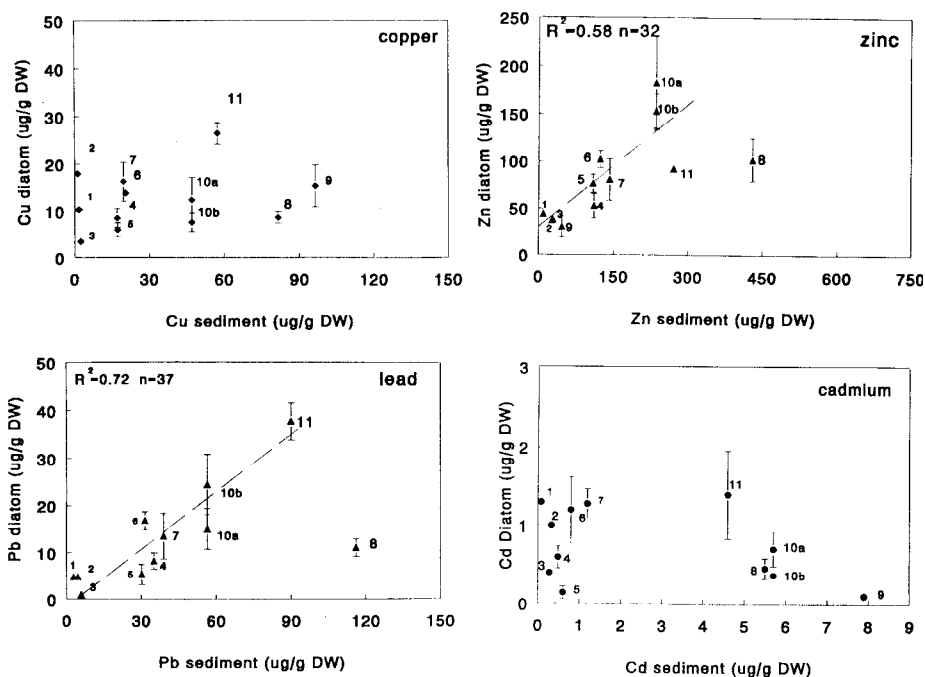 copper
50
40
30
20
10
0
Cu diatom (ug/g DW)
11
2
7
6
10a
9
1
4
10b
8
3
5
0 30 60 90 120 150
Cu sediment (ug/g DW)
R²=0.58 n=32
zinc
250
200
150
100
50
0
Zn diatom (ug/g DW)
10a
10b
6
8
5
7
11
1
3
4
2
9
0 150 300 450 600 750
Zn sediment (ug/g DW)
R²=0.72 n=37
lead
50
40
30
20
10
0
Pb diatom (ug/g DW)
11
10b
6
7
10a
8
1
2
5
4
3
0 30 60 90 120 150
Pb sediment (ug/g DW)
cadmium
3
2
1
0
Cd Diatom (ug/g DW)
1
7
11
2
6
10a
3
4
8
10b
5
9
0 1 2 3 4 5 6 7 8 9
Cd sediment (ug/g DW)